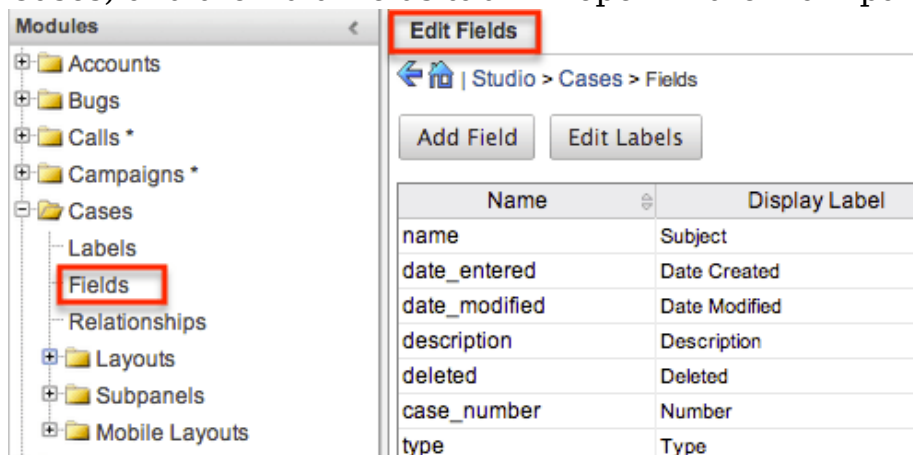 Modules <
Accounts
Bugs
Calls *
Campaigns *
Cases
Labels
Fields
Relationships
Layouts
Subpanels
Mobile Layouts
Edit Fields
| Studio > Cases > Fields
Add Field Edit Labels
Name Display Label
name Subject
date_entered Date Created
date_modified Date Modified
description Description
deleted Deleted
case_number Number
type Type